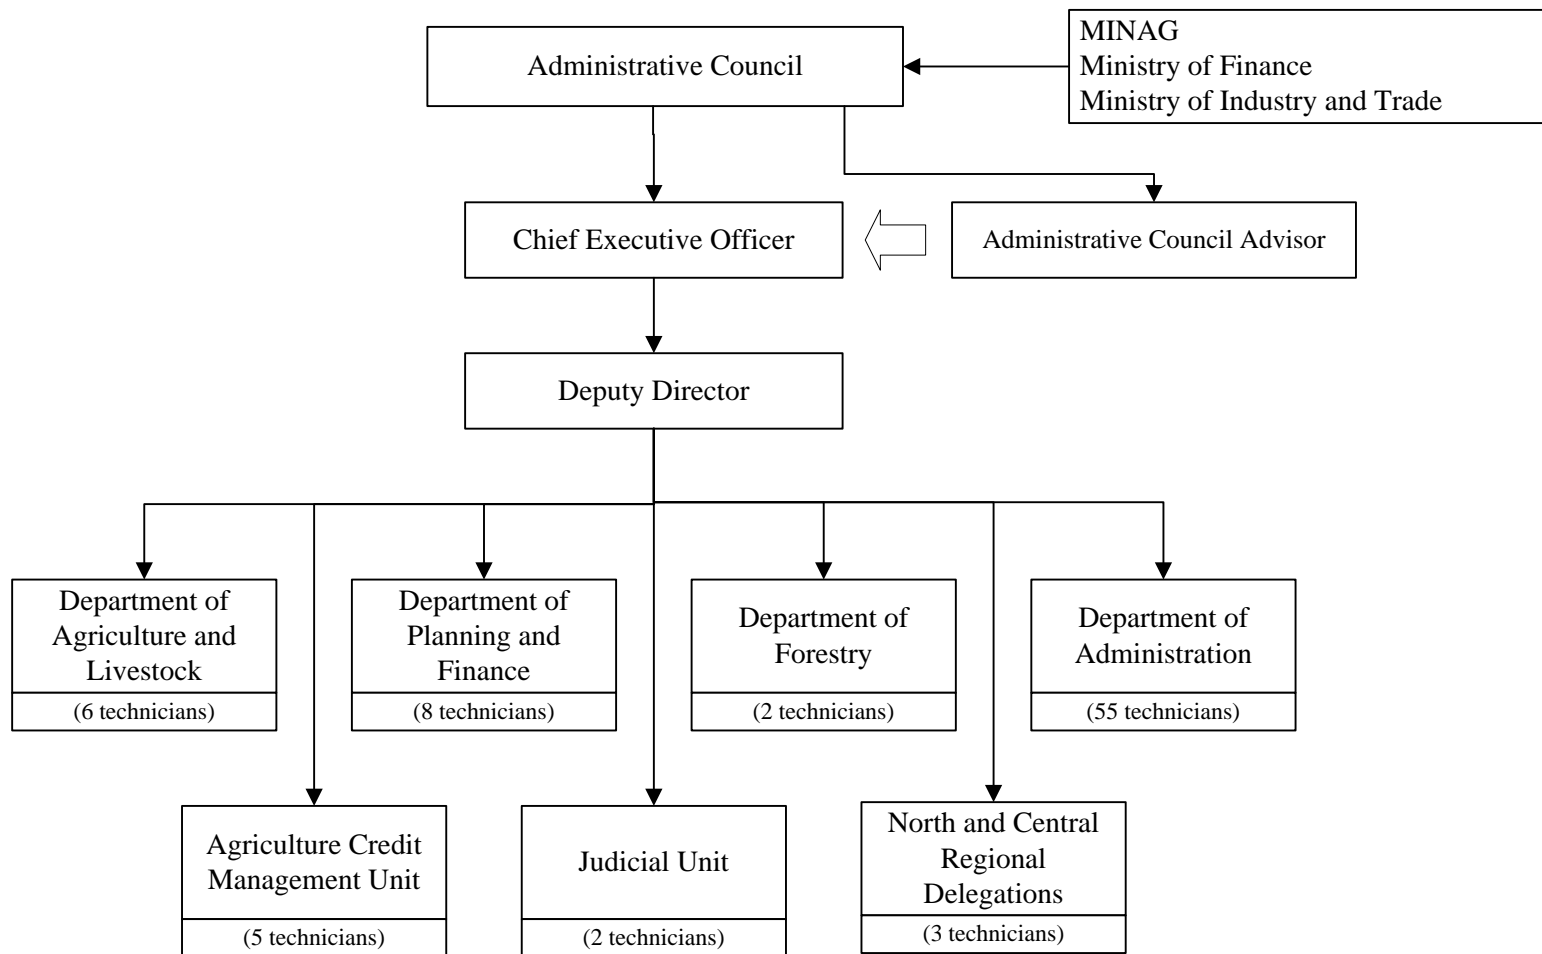 Administrative Council
MINAG
Ministry of Finance
Ministry of Industry and Trade
Chief Executive Officer
Administrative Council Advisor
Deputy Director
Department of
Agriculture and
Livestock
(6 technicians)
Department of
Planning and
Finance
(8 technicians)
Department of
Forestry
(2 technicians)
Department of
Administration
(55 technicians)
Agriculture Credit
Management Unit
(5 technicians)
Judicial Unit
(2 technicians)
North and Central
Regional
Delegations
(3 technicians)